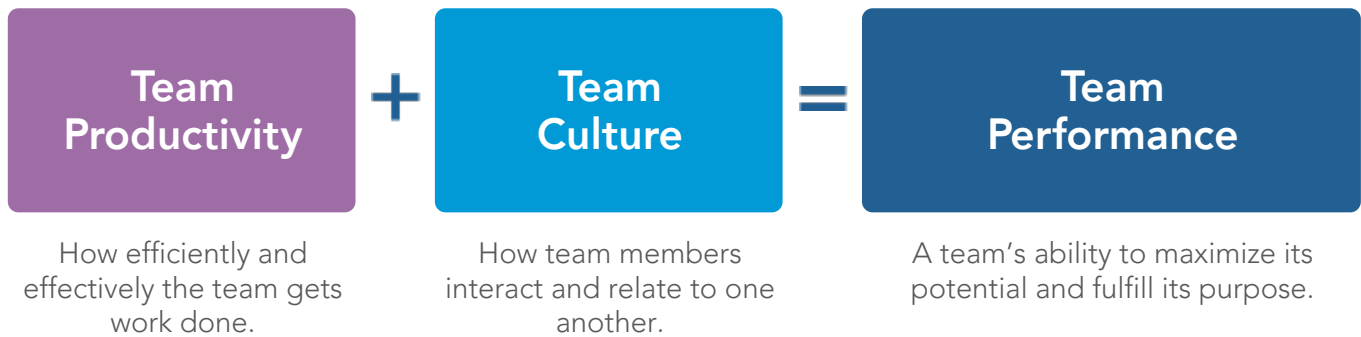 Team
Productivity
+
Team
Culture
=
Team
Performance
How efficiently and
effectively the team gets
work done.
How team members
interact and relate to one
another.
A team’s ability to maximize its
potential and fulfill its purpose.